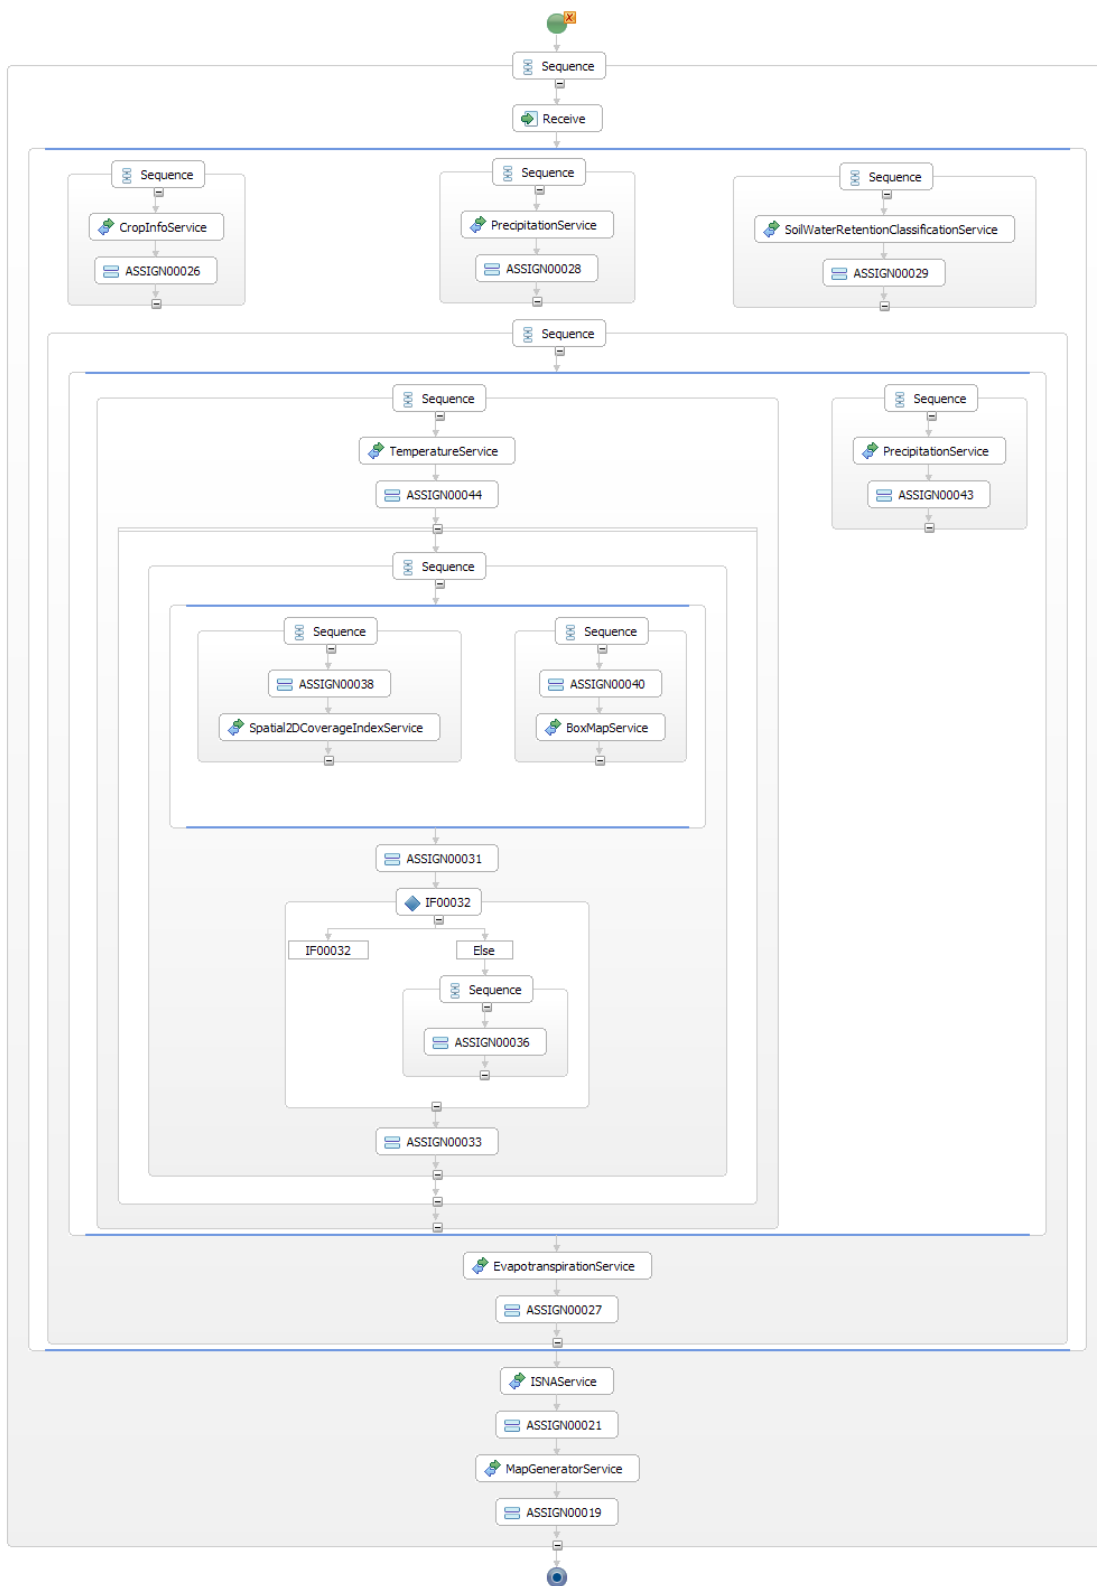 Sequence
Receive
Sequence
CropInfoService
ASSIGN00026
Sequence
PrecipitationService
ASSIGN00028
Sequence
SoilWaterRetentionClassificationService
ASSIGN00029
Sequence
Sequence
TemperatureService
ASSIGN00044
Sequence
PrecipitationService
ASSIGN00043
Sequence
Sequence
ASSIGN00038
Spatial2DCoverageIndexService
Sequence
ASSIGN00040
BoxMapService
ASSIGN00031
IF00032
IF00032
Else
Sequence
ASSIGN00036
ASSIGN00033
EvapotranspirationService
ASSIGN00027
ISNAService
ASSIGN00021
MapGeneratorService
ASSIGN00019